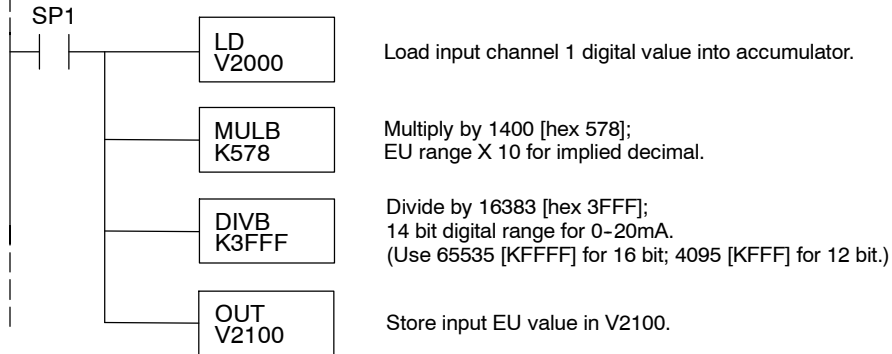 SP1
LD
V2000
Load input channel 1 digital value into accumulator.
MULB
K578
Multiply by 1400 [hex 578];
EU range X 10 for implied decimal.
DIVB
K3FFF
Divide by 16383 [hex 3FFF];
14 bit digital range for 0-20mA.
(Use 65535 [KFFFF] for 16 bit; 4095 [KFFF] for 12 bit.)
OUT
V2100
Store input EU value in V2100.